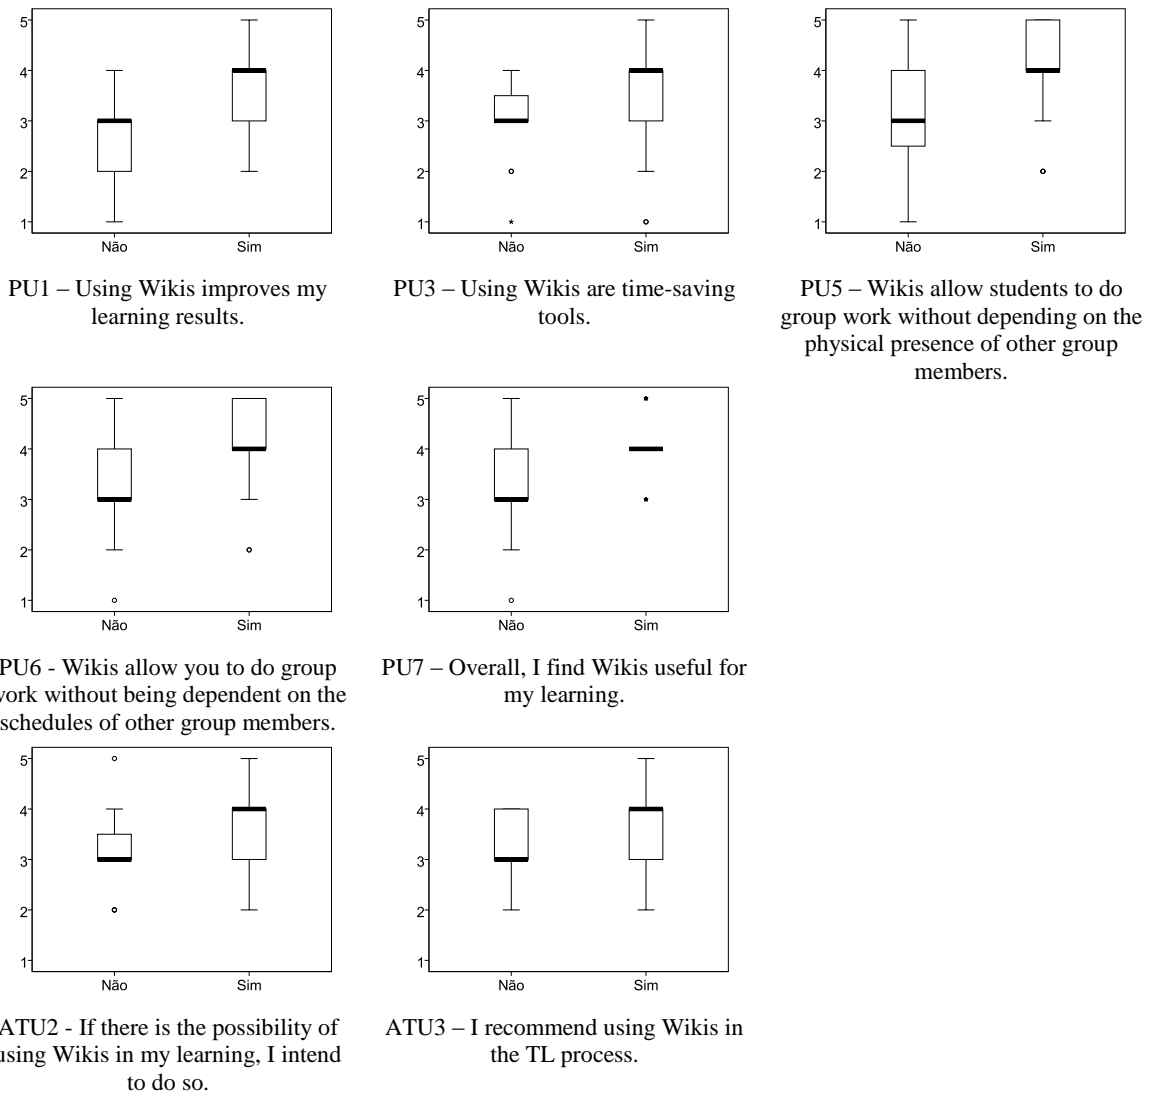 5
4
3
2
1
Não Sim
PU1 – Using Wikis improves my
learning results.
5
4
3
2
1
Não Sim
PU3 – Using Wikis are time-saving
tools.
5
4
3
2
1
Não Sim
PU5 – Wikis allow students to do
group work without depending on the
physical presence of other group
members.
5
4
3
2
1
Não Sim
PU6 - Wikis allow you to do group
work without being dependent on the
schedules of other group members.
5
4
3
2
1
Não Sim
PU7 – Overall, I find Wikis useful for
my learning.
5
4
3
2
1
Não Sim
ATU2 - If there is the possibility of
using Wikis in my learning, I intend
to do so.
5
4
3
2
1
Não Sim
ATU3 – I recommend using Wikis in
the TL process.